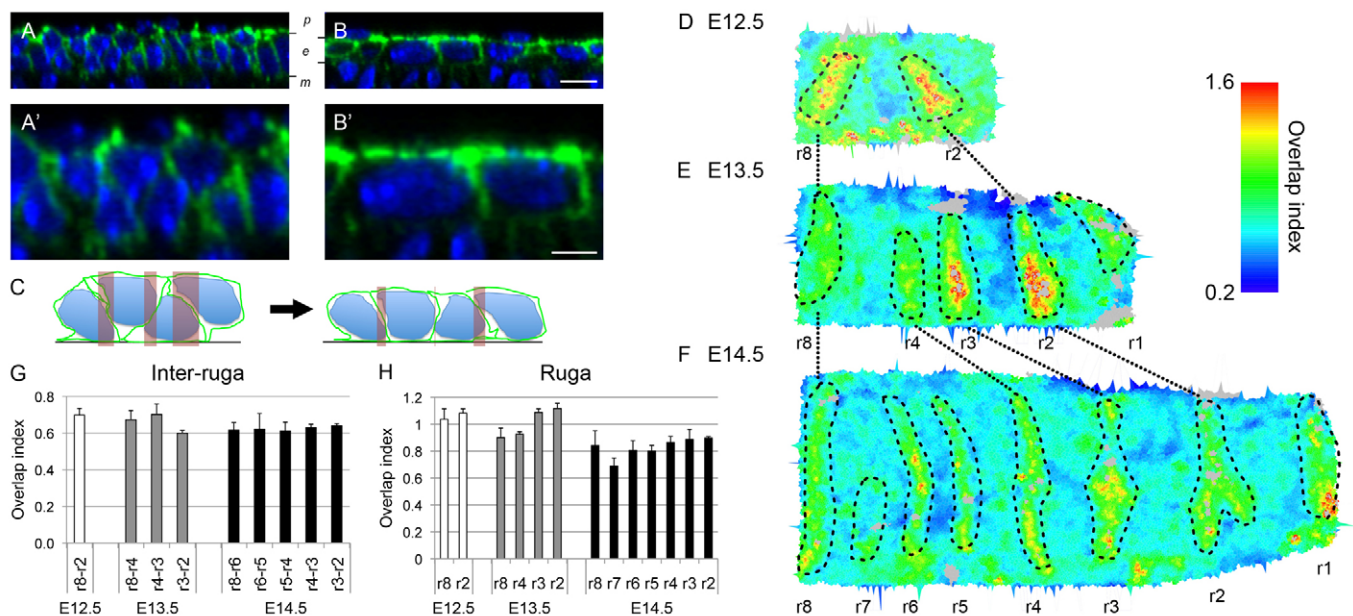 A
B
p
e
m
A'
B'
C
D E12.5
r8
r2
E E13.5
r8
r4
r3
r2
r1
F E14.5
r8
r7
r6
r5
r4
r3
r2
r1
1.6
0.2
Overlap index
G
Inter-ruga
Overlap index
0.8
0.6
0.4
0.2
0.0
r8-r2
r8-r4
r4-r3
r3-r2
r8-r6
r6-r5
r5-r4
r4-r3
r3-r2
E12.5
E13.5
E14.5
H
Ruga
Overlap index
1.2
1
0.8
0.6
0.4
0.2
0
r8
r2
r8
r4
r3
r2
r8
r7
r6
r5
r4
r3
r2
E12.5
E13.5
E14.5